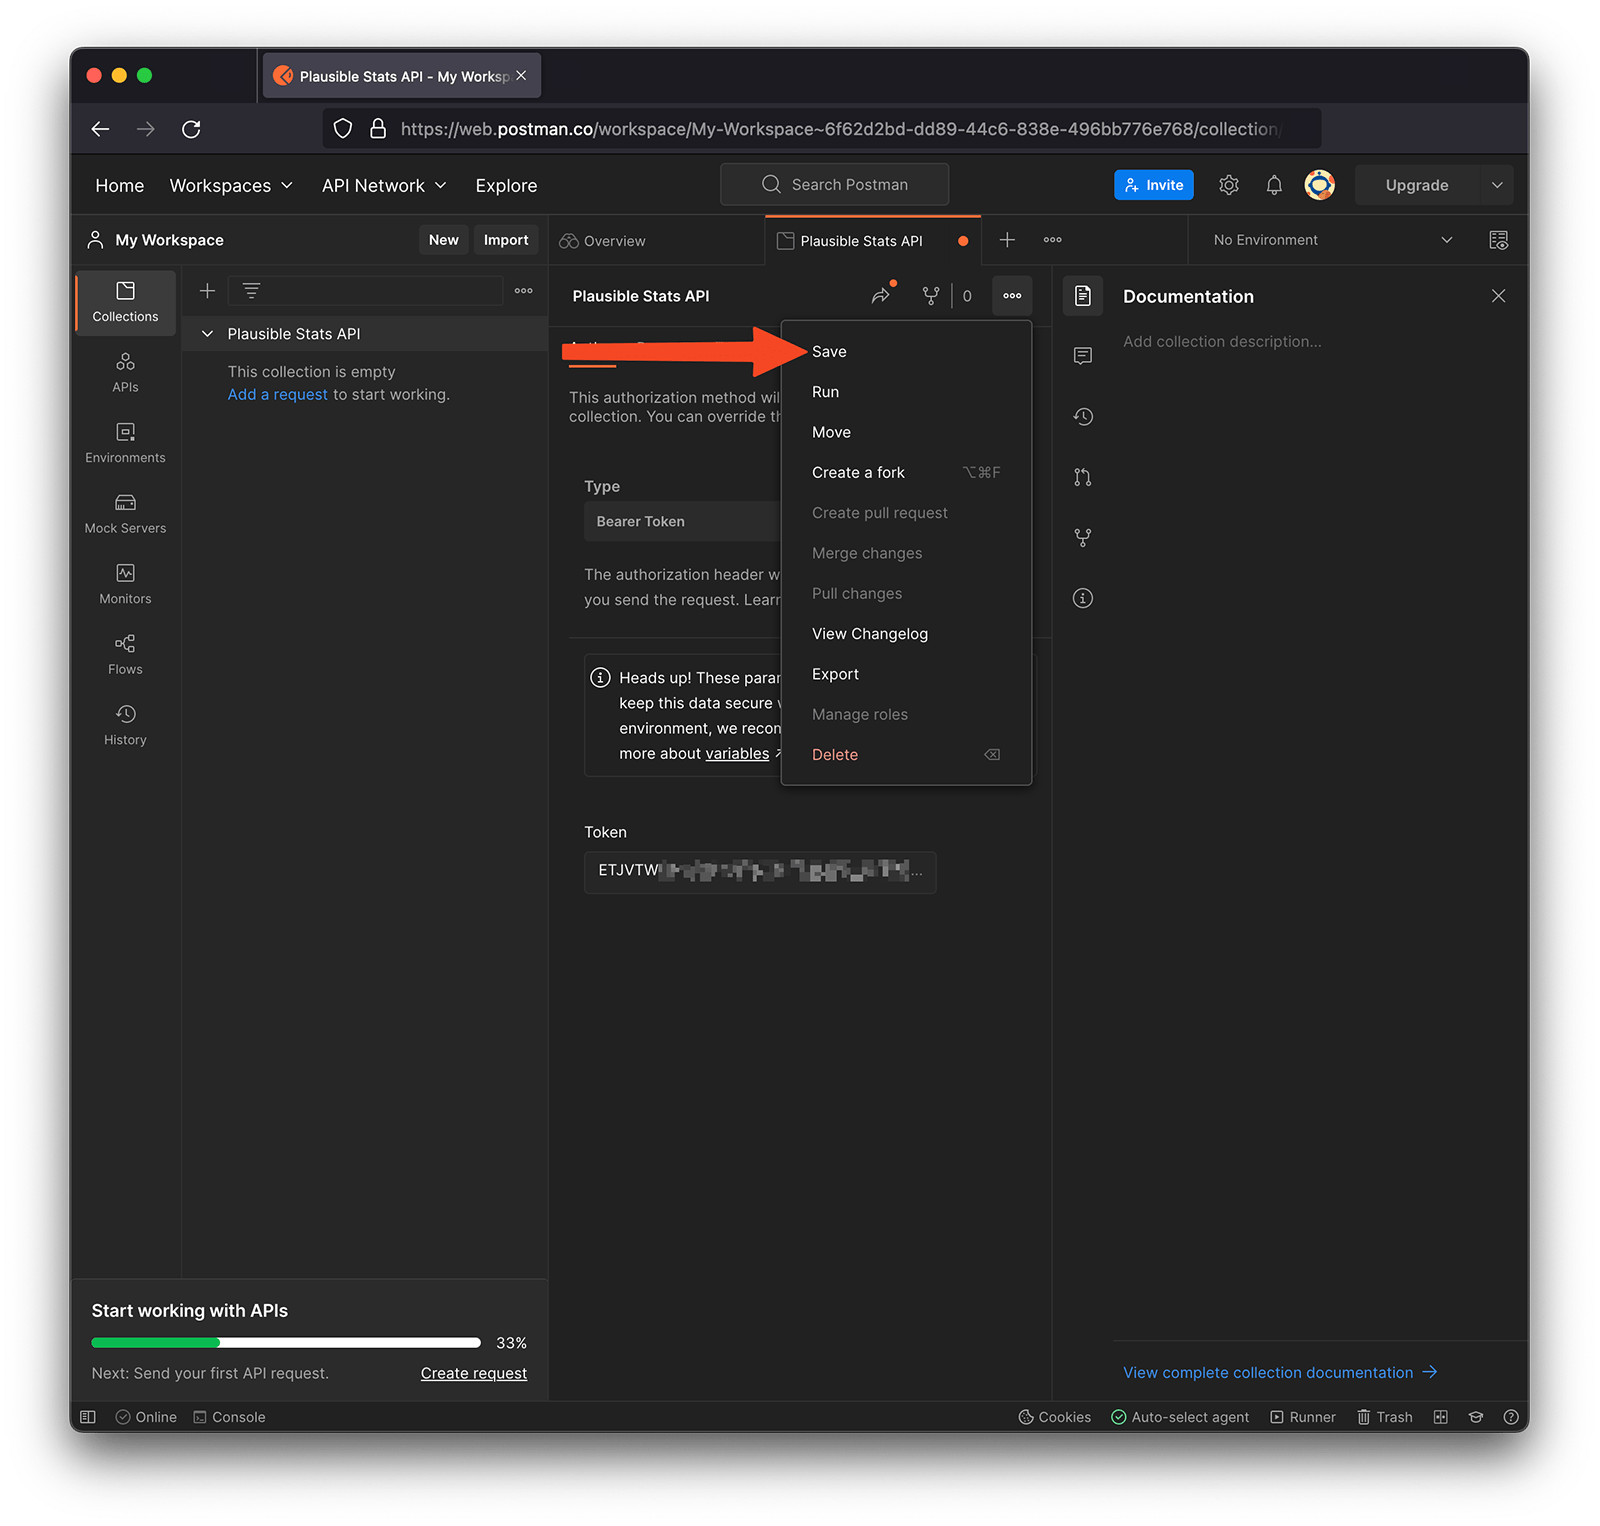 Plausible Stats API - My Worksp
https://web.postman.co/workspace/My-Workspace~6f62d2bd-dd89-44c6-838e-496bb776e768/collection/
Home Workspaces API Network Explore Search Postman Invite Upgrade
My Workspace New Import Overview Plausible Stats API No Environment
Collections
APIs
Environments
Mock Servers
Monitors
Flows
History
Plausible Stats API
This collection is empty
Add a request to start working.
Plausible Stats API 0
This authorization method wil
collection. You can override th
Type
Bearer Token
The authorization header w
you send the request. Learn
Heads up! These parar
keep this data secure w
environment, we recon
more about variables
Token
ETJVTW ...
Save
Run
Move
Create a fork ⌥⌘F
Create pull request
Merge changes
Pull changes
View Changelog
Export
Manage roles
Delete
Documentation
Add collection description...
View complete collection documentation →
Start working with APIs
33%
Next: Send your first API request. Create request
Online Console Cookies Auto-select agent Runner Trash